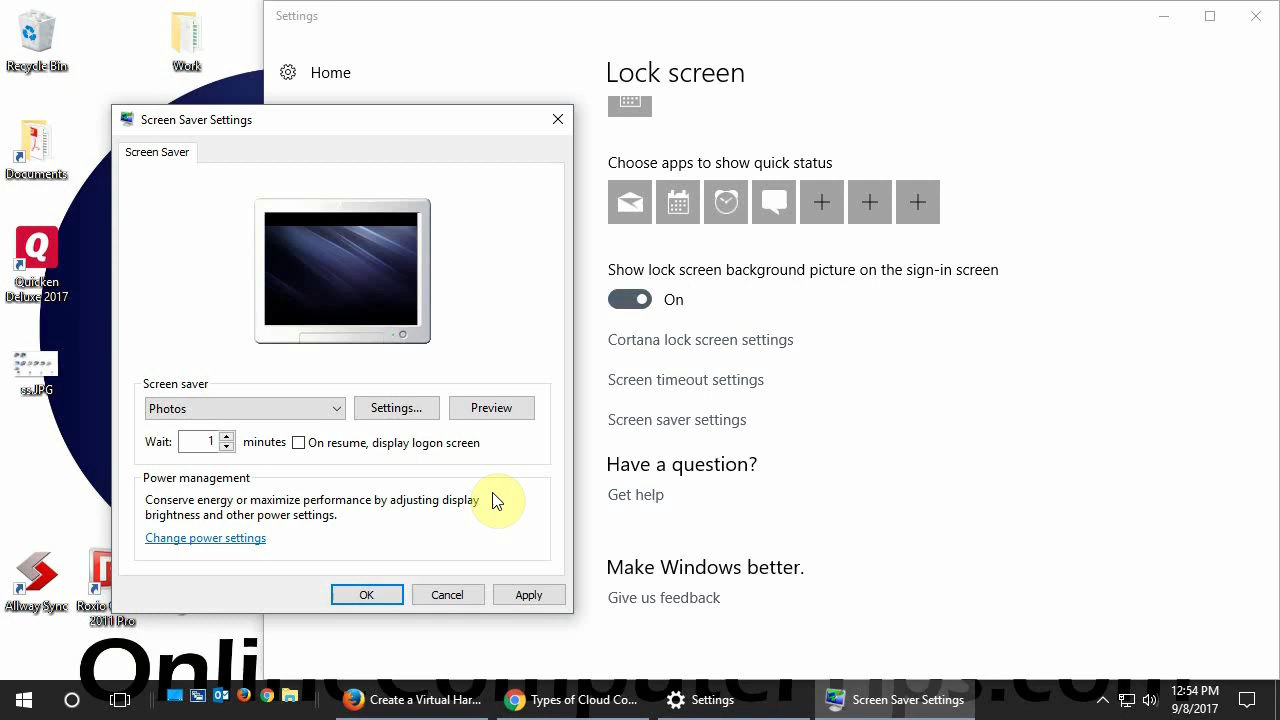 Settings
Recycle Bin
Work
Home
Lock screen
Screen Saver Settings
Screen Saver
Choose apps to show quick status
Documents
Quicken
Deluxe 2017
Show lock screen background picture on the sign-in screen
On
Cortana lock screen settings
ss.JPG
Screen timeout settings
Screen saver
Photos
Settings...
Preview
Screen saver settings
Wait:
1
minutes
On resume, display logon screen
Have a question?
Power management
Get help
Conserve energy or maximize performance by adjusting display
brightness and other power settings.
Change power settings
Make Windows better.
Give us feedback
OK
Cancel
Apply
Allway Sync
Roxio
2011 Pro
Create a Virtual Har...
Types of Cloud Co...
Settings
Screen Saver Settings
12:54 PM
9/8/2017